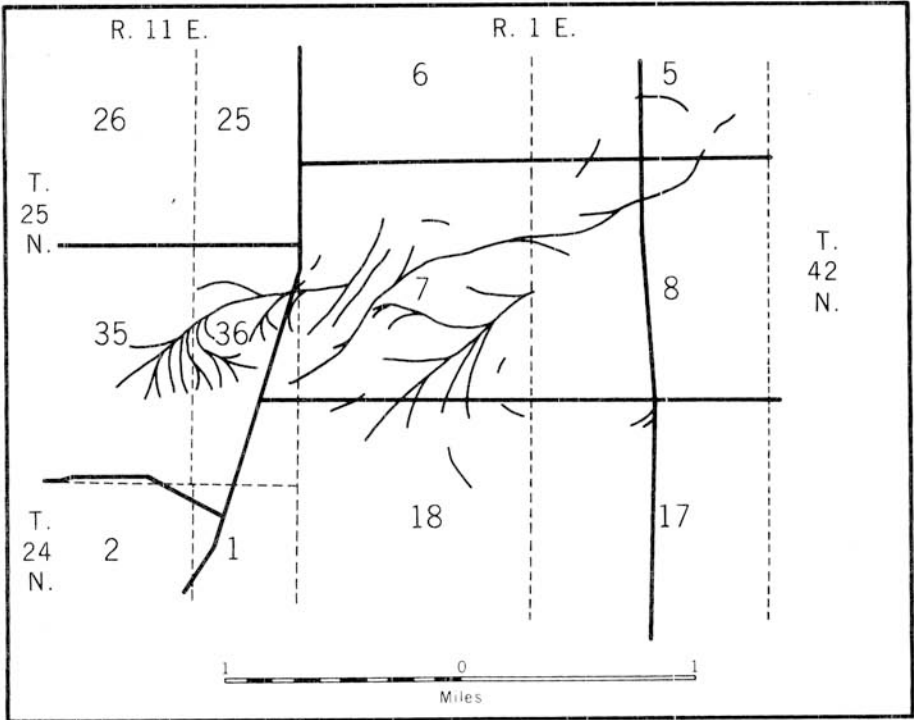 R. 11 E. R. 1 E.
6 5
26 25
T.
25
N.
T.
42
N.
7 8
35 36
T.
24
N.
2 1 18 17
1 0 1
Miles